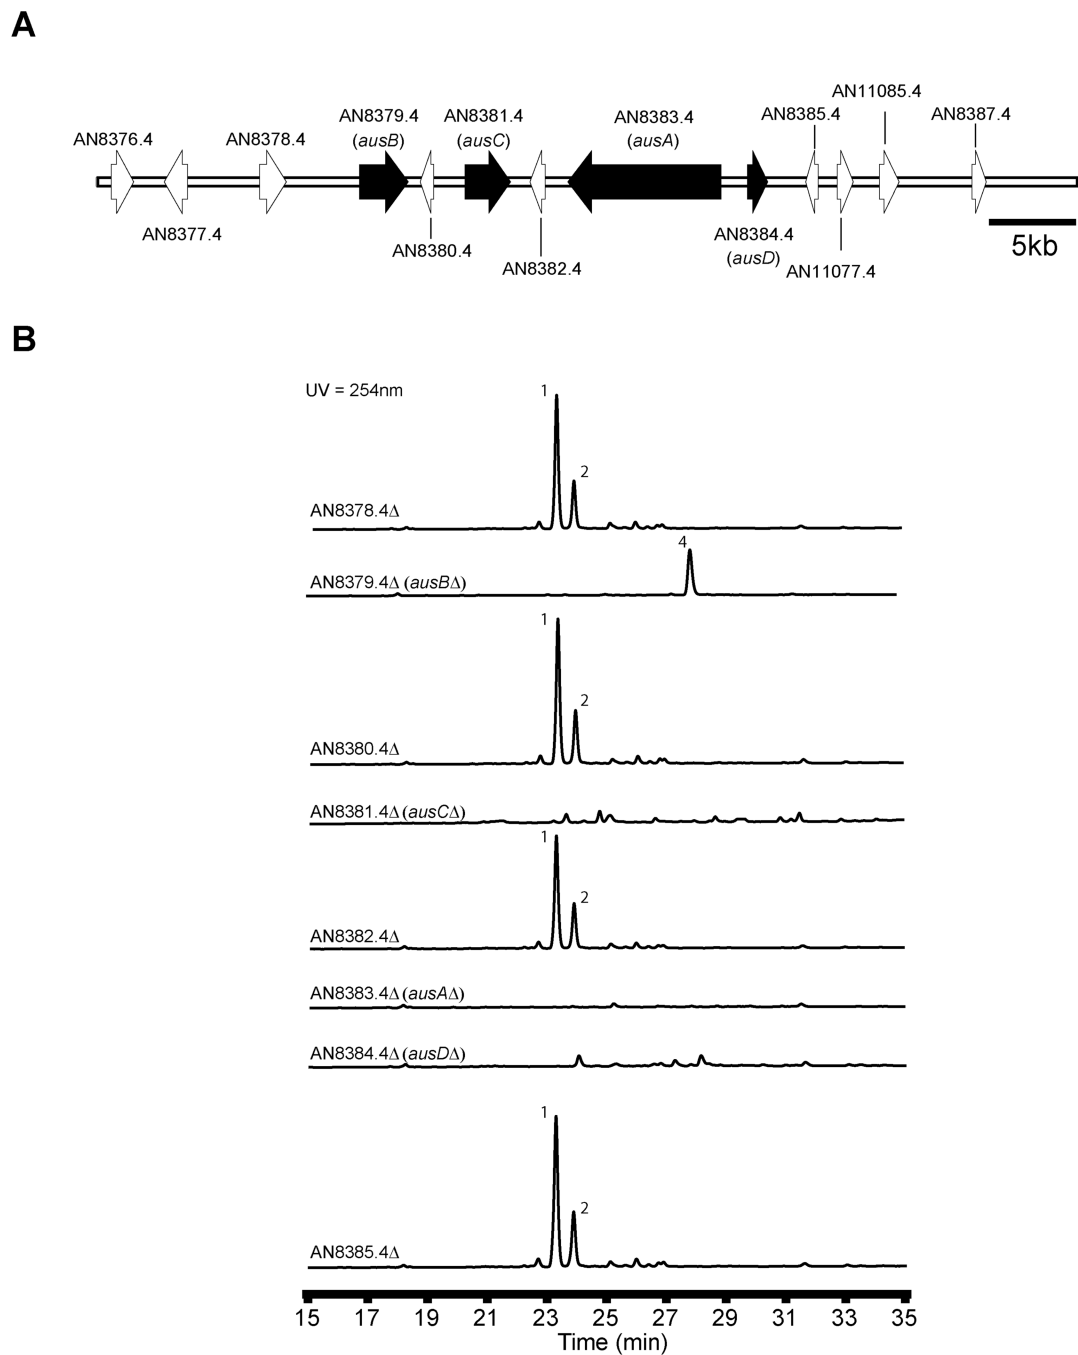 A
AN11085.4
AN8379.4 AN8381.4 AN8383.4 AN8385.4 AN8387.4
AN8376.4 AN8378.4 (ausB) (ausC) (ausA)
AN8377.4 AN8384.4
AN8380.4 (ausD) 5kb
AN8382.4 AN11077.4
B
UV = 254nm
1
2
AN8378.4Δ
4
AN8379.4Δ (ausBΔ)
1
2
AN8380.4Δ
AN8381.4Δ (ausCΔ)
1
2
AN8382.4Δ
AN8383.4Δ (ausAΔ)
AN8384.4Δ (ausDΔ)
1
2
AN8385.4Δ
15 17 19 21 23 25 27 29 31 33 35
Time (min)